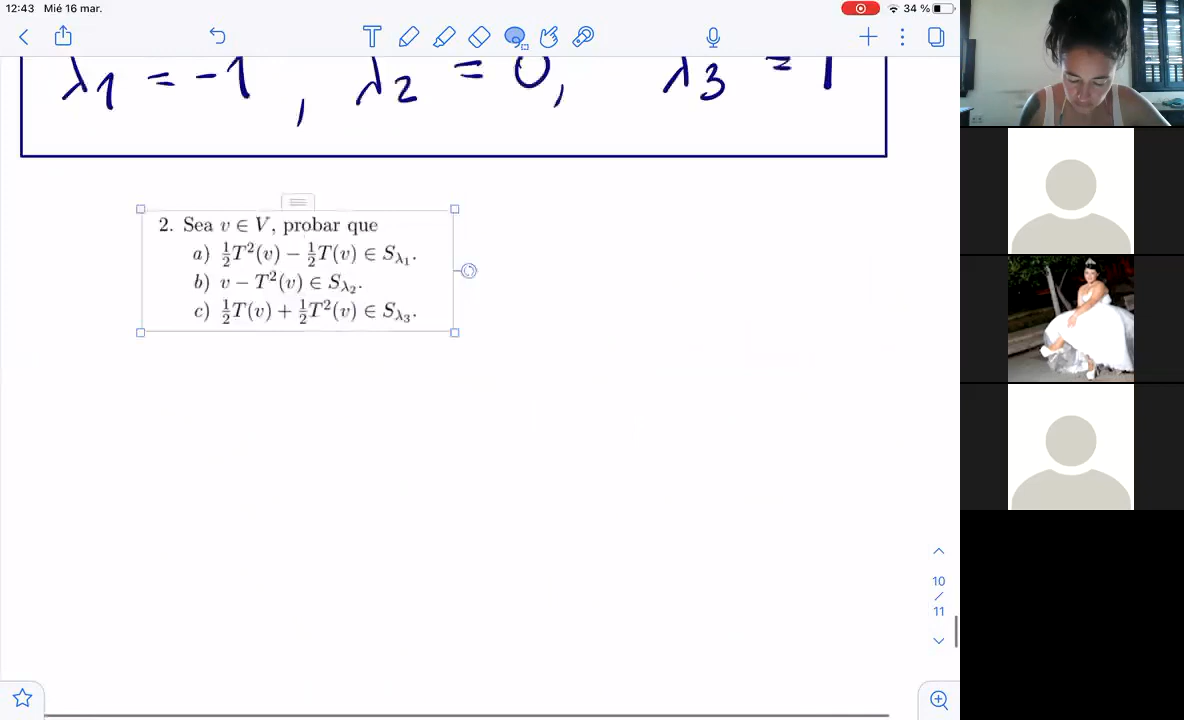 12:43 Mié 16 mar.
34 %
λ1 = -1 , λ2 = 0, λ3 = 1
2. Sea v ∈ V, probar que
a) ½T²(v) − ½T(v) ∈ S_λ₁.
b) v − T²(v) ∈ S_λ₂.
c) ½T(v) + ½T²(v) ∈ S_λ₃.
10
/
11